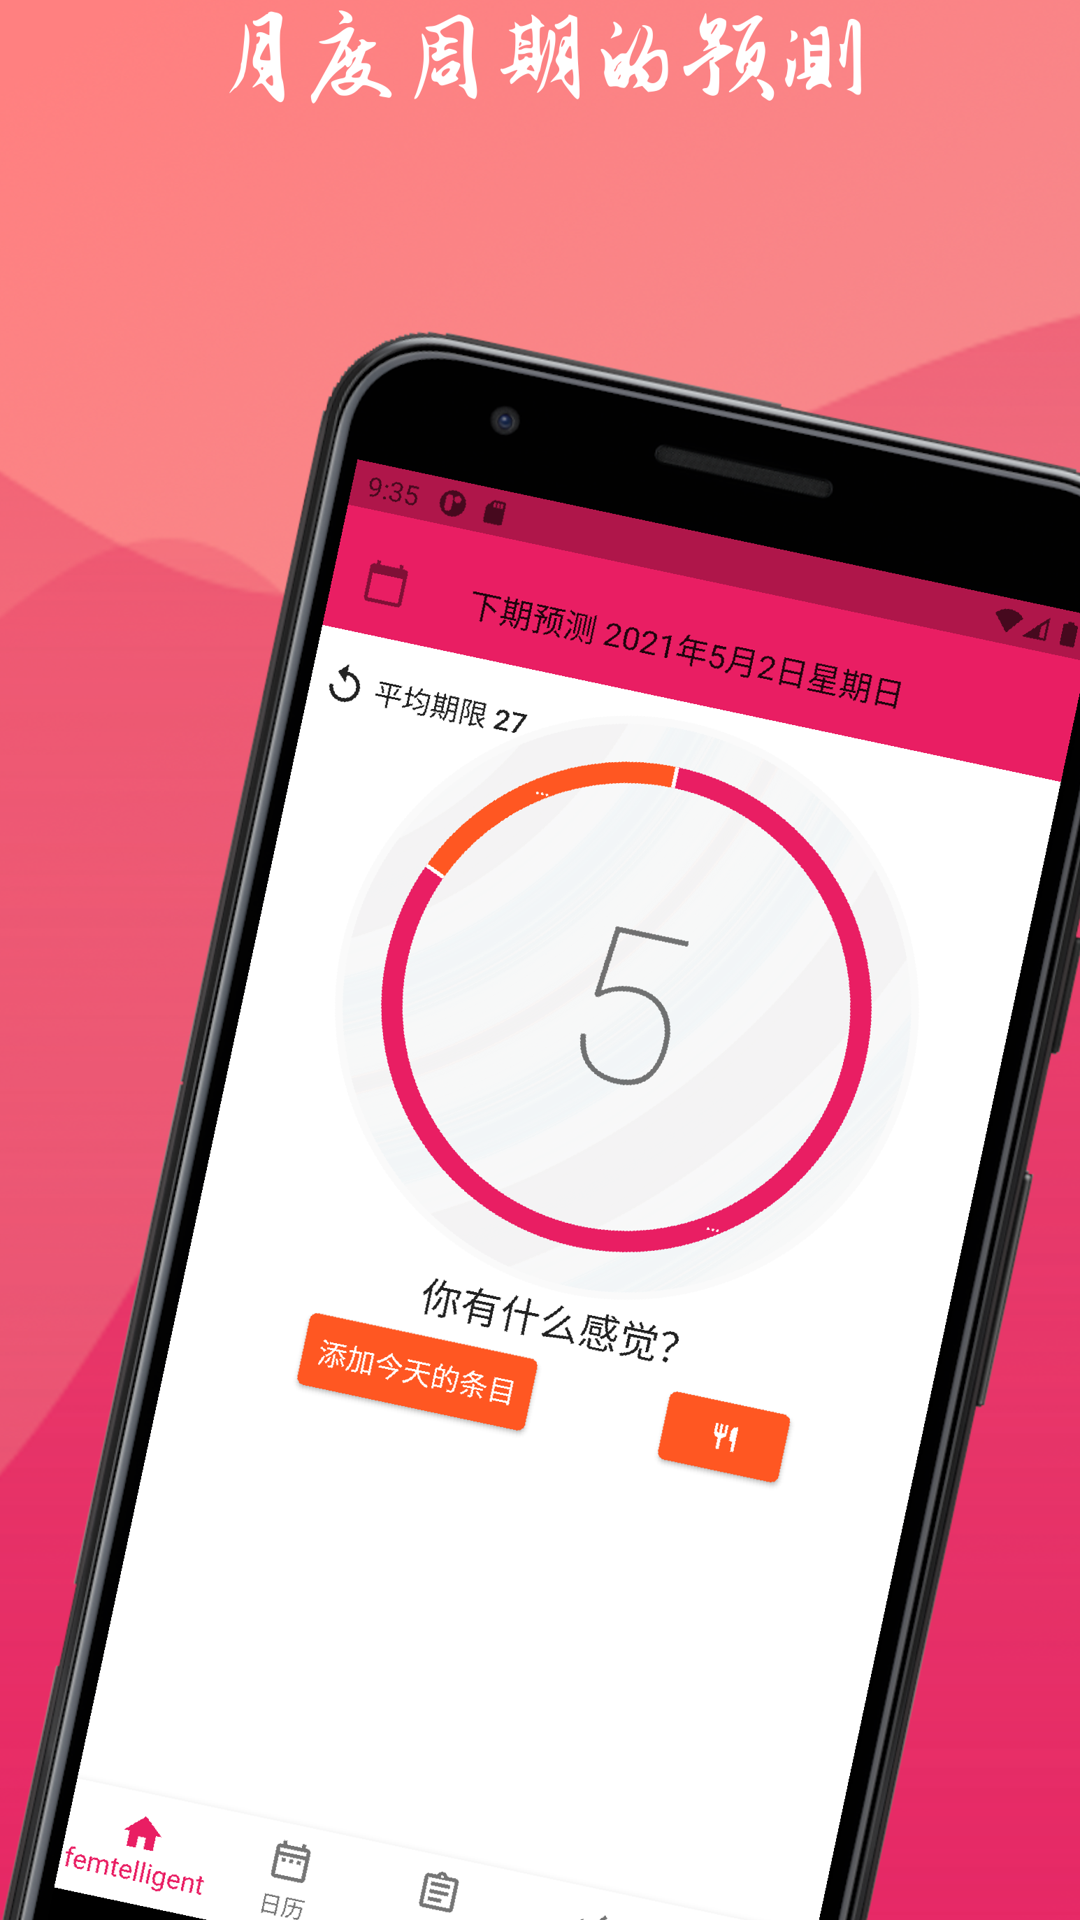 月度周期的预测
9:35
下期预测 2021年5月2日星期日
平均期限 27
...
5
...
你有什么感觉?
添加今天的条目
femtelligent
日历